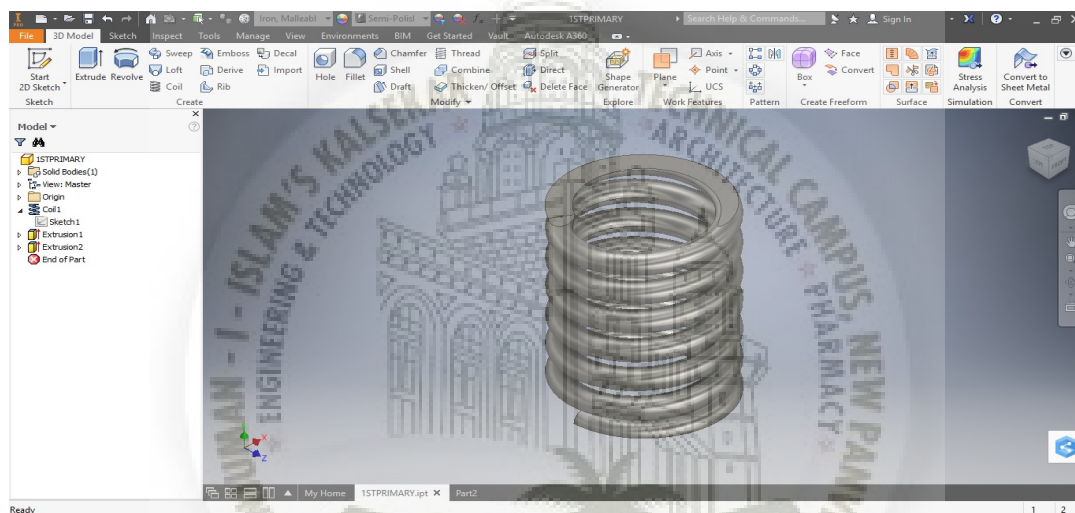 Iron, Malleabl Semi-Polisl 1STPRIMARY Search Help & Commands... Sign In
File 3D Model Sketch Inspect Tools Manage View Environments BIM Get Started Vault Autodesk A360
Start 2D Sketch
Sketch
Extrude
Revolve
Sweep Emboss Decal
Loft Derive Import
Coil Rib
Create
Hole
Fillet
Chamfer Thread Split
Shell Combine Direct
Draft Thicken/ Offset Delete Face
Modify
Shape Generator
Explore
Plane
Axis
Point
UCS
Work Features
Pattern
Box
Face
Convert
Create Freeform
Surface
Stress Analysis
Simulation
Convert to Sheet Metal
Convert
Model
1STPRIMARY
Solid Bodies(1)
View: Master
Origin
Coil1
Sketch1
Extrusion1
Extrusion2
End of Part
- I - ISLAM'S KALSEKAR TECHNICAL CAMPUS, NEW
ENGINEERING & TECHNOLOGY
ARCHITECTURE
PHARMACY
FRONT
X
Z
My Home 1STPRIMARY.ipt Part2
Ready 1 2